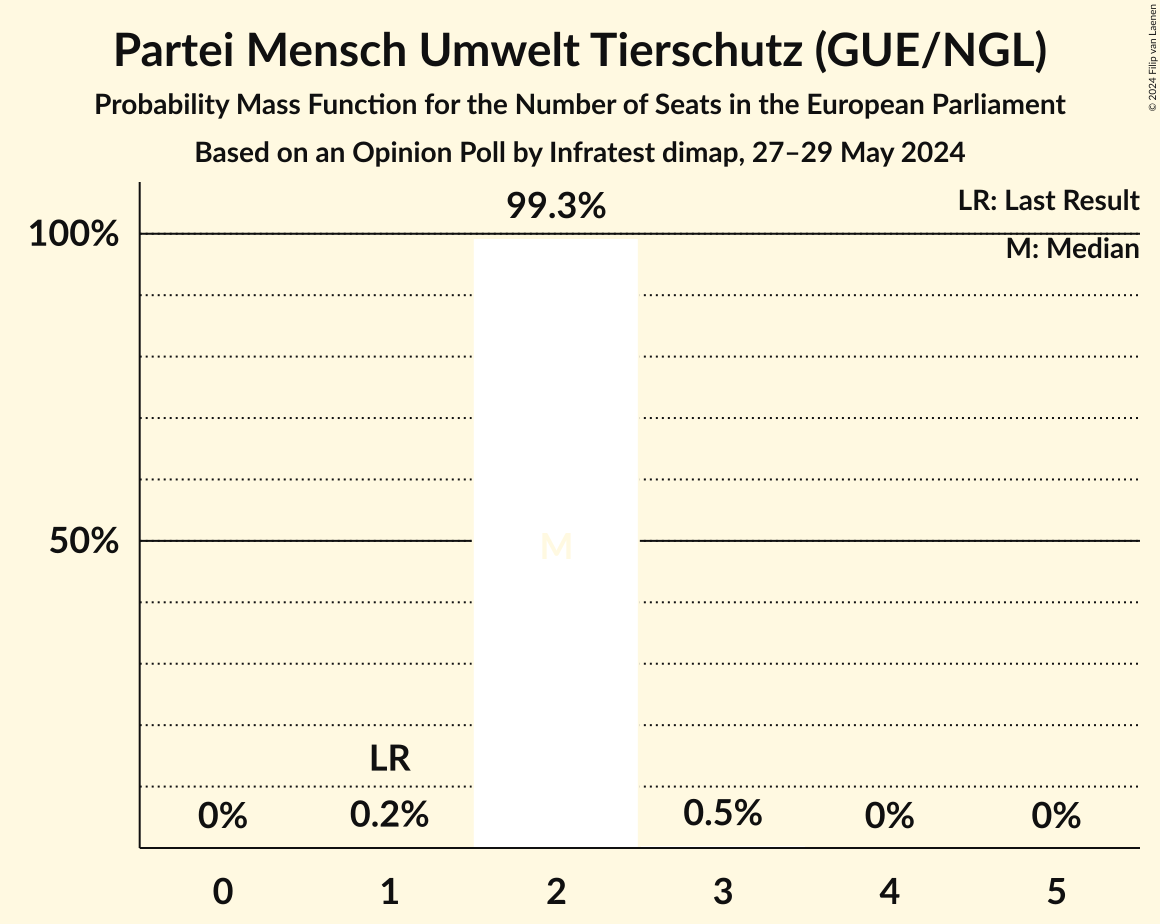 Partei Mensch Umwelt Tierschutz (GUE/NGL)
Probability Mass Function for the Number of Seats in the European Parliament
Based on an Opinion Poll by Infratest dimap, 27–29 May 2024
© 2024 Filip van Laenen
LR: Last Result
M: Median
99.3%
100%
50%
M
LR
0%
0.2%
0.5%
0%
0%
0
1
2
3
4
5